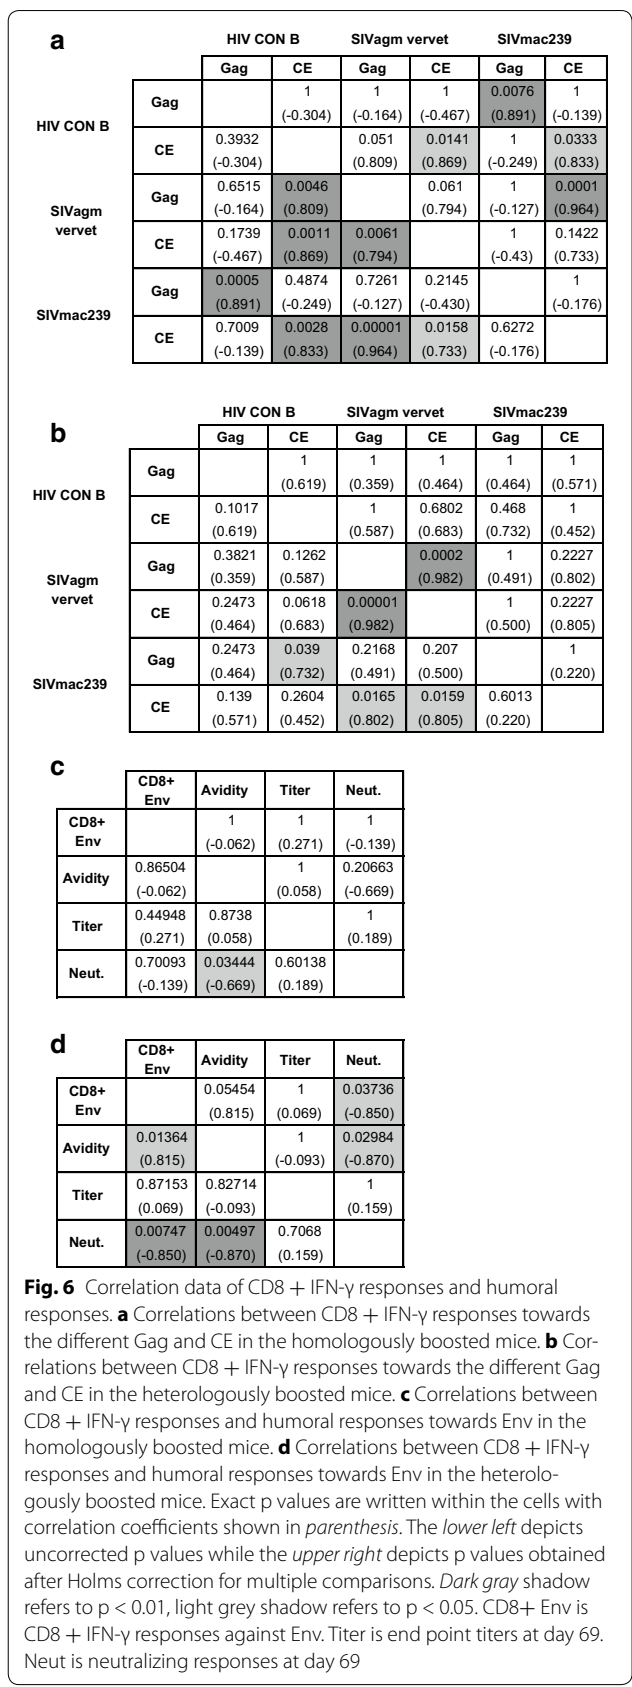 a
HIV CON B SIVagm vervet SIVmac239
Gag CE Gag CE Gag CE
HIV CON B
Gag 1 1 1 0.0076 1
(-0.304) (-0.164) (-0.467) (0.891) (-0.139)
CE 0.3932 0.051 0.0141 1 0.0333
(-0.304) (0.809) (0.869) (-0.249) (0.833)
SIVagm vervet
Gag 0.6515 0.0046 0.061 1 0.0001
(-0.164) (0.809) (0.794) (-0.127) (0.964)
CE 0.1739 0.0011 0.0061 1 0.1422
(-0.467) (0.869) (0.794) (-0.43) (0.733)
SIVmac239
Gag 0.0005 0.4874 0.7261 0.2145 1
(0.891) (-0.249) (-0.127) (-0.430) (-0.176)
CE 0.7009 0.0028 0.00001 0.0158 0.6272
(-0.139) (0.833) (0.964) (0.733) (-0.176)
b
HIV CON B SIVagm vervet SIVmac239
Gag CE Gag CE Gag CE
HIV CON B
Gag 1 1 1 1 1
(0.619) (0.359) (0.464) (0.464) (0.571)
CE 0.1017 1 0.6802 0.468 1
(0.619) (0.587) (0.683) (0.732) (0.452)
SIVagm vervet
Gag 0.3821 0.1262 0.0002 1 0.2227
(0.359) (0.587) (0.982) (0.491) (0.802)
CE 0.2473 0.0618 0.00001 1 0.2227
(0.464) (0.683) (0.982) (0.500) (0.805)
SIVmac239
Gag 0.2473 0.039 0.2168 0.207 1
(0.464) (0.732) (0.491) (0.500) (0.220)
CE 0.139 0.2604 0.0165 0.0159 0.6013
(0.571) (0.452) (0.802) (0.805) (0.220)
c
CD8+ Env Avidity Titer Neut.
CD8+ Env 1 1 1
(-0.062) (0.271) (-0.139)
Avidity 0.86504 1 0.20663
(-0.062) (0.058) (-0.669)
Titer 0.44948 0.8738 1
(0.271) (0.058) (0.189)
Neut. 0.70093 0.03444 0.60138
(-0.139) (-0.669) (0.189)
d
CD8+ Env Avidity Titer Neut.
CD8+ Env 0.05454 1 0.03736
(0.815) (0.069) (-0.850)
Avidity 0.01364 1 0.02984
(0.815) (-0.093) (-0.870)
Titer 0.87153 0.82714 1
(0.069) (-0.093) (0.159)
Neut. 0.00747 0.00497 0.7068
(-0.850) (-0.870) (0.159)
Fig. 6 Correlation data of CD8 + IFN-γ responses and humoral
responses. a Correlations between CD8 + IFN-γ responses towards
the different Gag and CE in the homologously boosted mice. b Cor-
relations between CD8 + IFN-γ responses towards the different Gag
and CE in the heterologously boosted mice. c Correlations between
CD8 + IFN-γ responses and humoral responses towards Env in the
homologously boosted mice. d Correlations between CD8 + IFN-γ
responses and humoral responses towards Env in the heterolo-
gously boosted mice. Exact p values are written within the cells with
correlation coefficients shown in parenthesis. The lower left depicts
uncorrected p values while the upper right depicts p values obtained
after Holms correction for multiple comparisons. Dark gray shadow
refers to p < 0.01, light grey shadow refers to p < 0.05. CD8+ Env is
CD8 + IFN-γ responses against Env. Titer is end point titers at day 69.
Neut is neutralizing responses at day 69